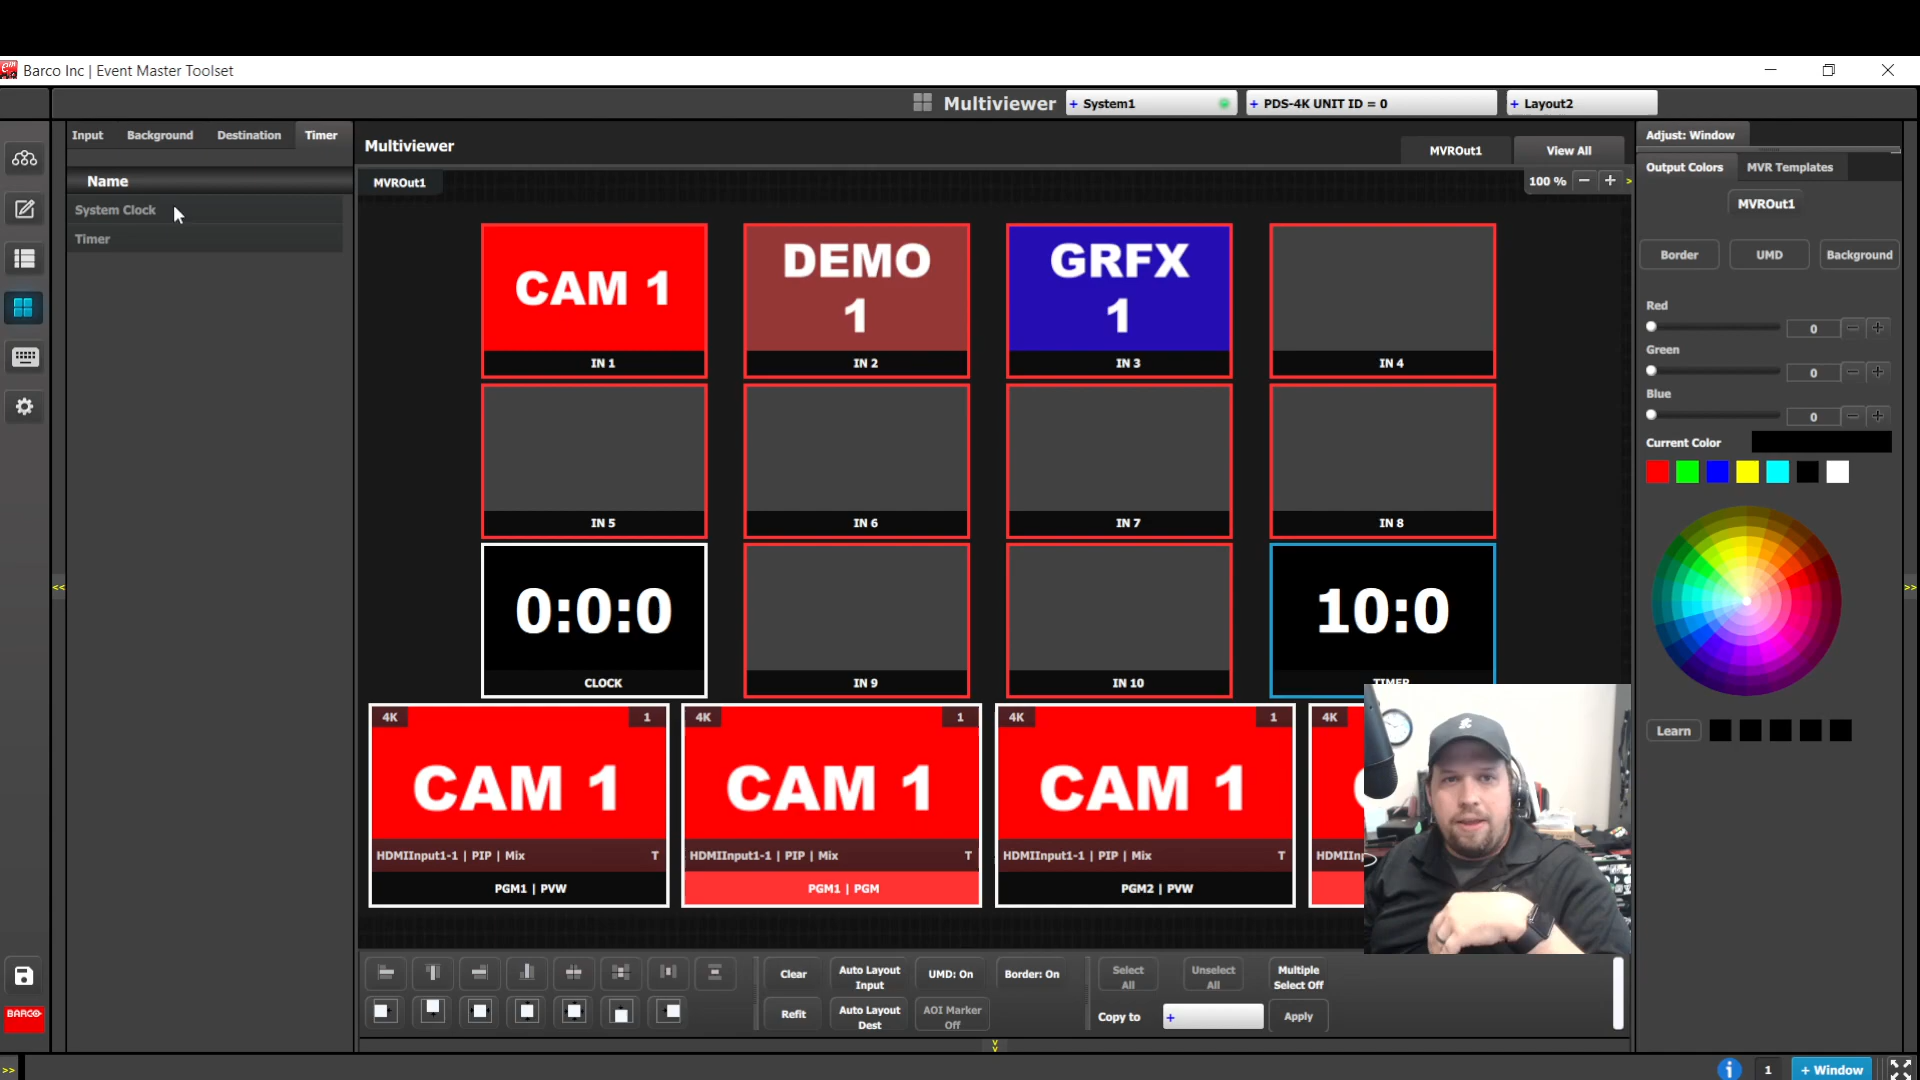 Barco Inc | Event Master Toolset
Multiviewer
+ System1
+ PDS-4K UNIT ID = 0
+ Layout2
Input
Background
Destination
Timer
Name
System Clock
Timer
Multiviewer
MVROut1
View All
MVROut1
100 %
Adjust: Window
Output Colors
MVR Templates
MVROut1
Border
UMD
Background
Red
0
Green
0
Blue
0
Current Color
Learn
CAM 1
IN 1
DEMO
1
IN 2
GRFX
1
IN 3
IN 4
IN 5
IN 6
IN 7
IN 8
0:0:0
CLOCK
IN 9
IN 10
10:0
TIMER
4K
1
CAM 1
HDMIInput1-1 | PIP | Mix
T
PGM1 | PVW
4K
1
CAM 1
HDMIInput1-1 | PIP | Mix
T
PGM1 | PGM
4K
1
CAM 1
HDMIInput1-1 | PIP | Mix
T
PGM2 | PVW
4K
Clear
Auto Layout
Input
UMD: On
Border: On
Select
All
Unselect
All
Multiple
Select Off
Refit
Auto Layout
Dest
AOI Marker
Off
Copy to
+
Apply
BARCO
<<
>>
>>
1
+ Window